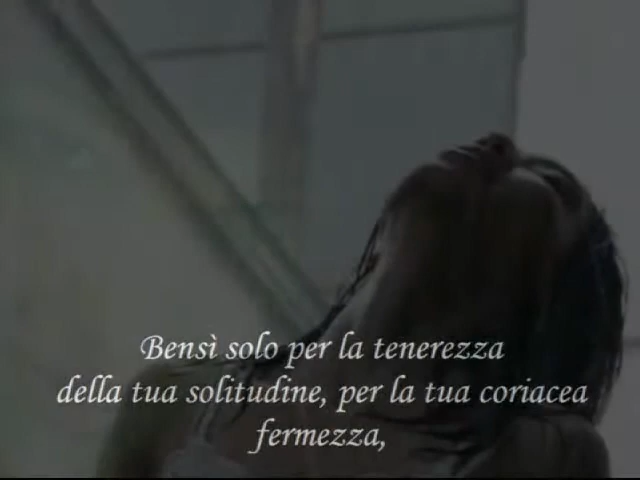 Bensì solo per la tenerezza
della tua solitudine, per la tua coriacea
fermezza,